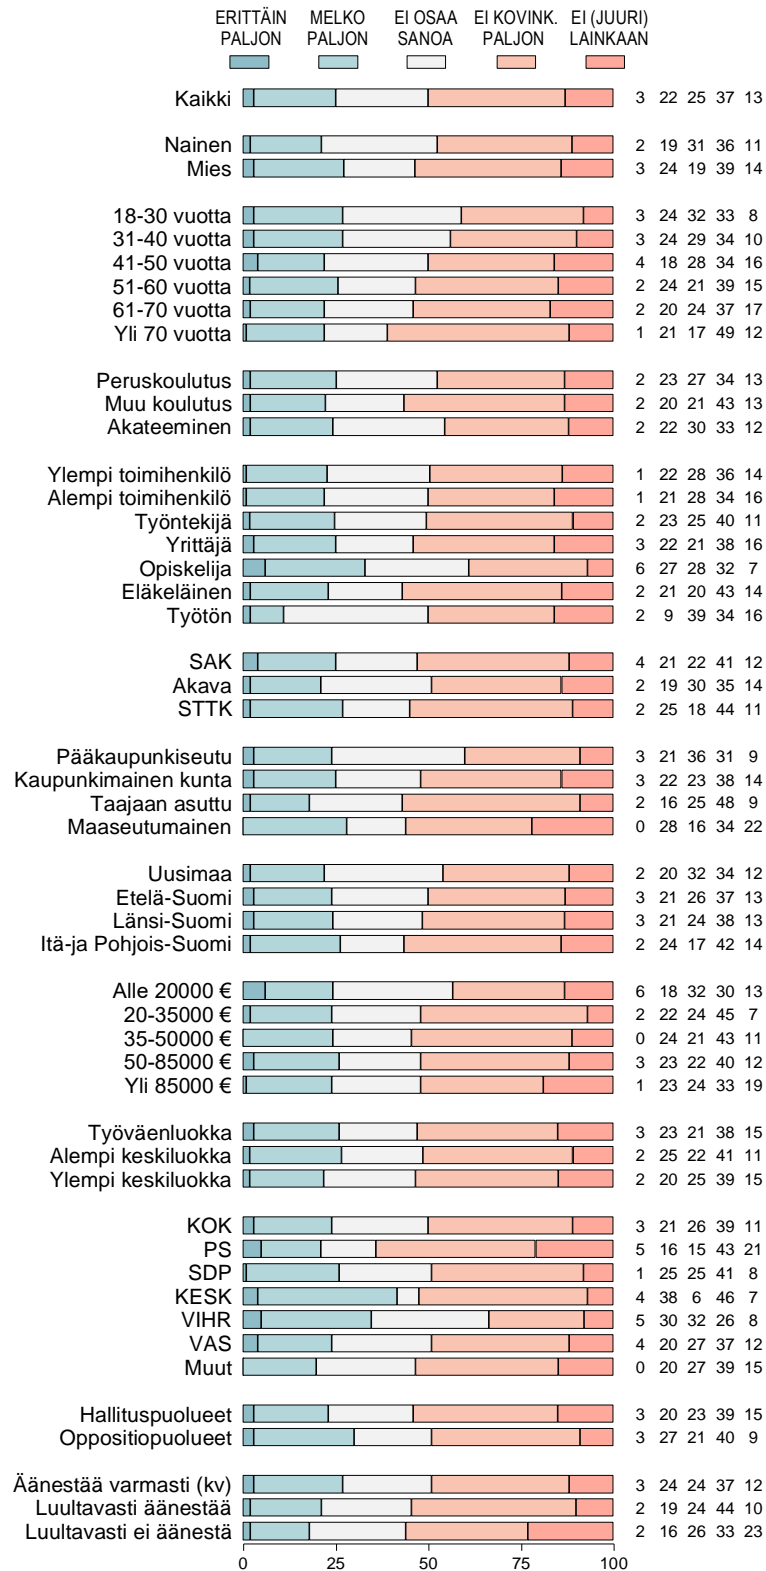 ERITTÄIN MELKO EI OSAA EI KOVINK. EI (JUURI)
PALJON PALJON SANOA PALJON LAINKAAN
Kaikki 3 22 25 37 13
Nainen 2 19 31 36 11
Mies 3 24 19 39 14
18-30 vuotta 3 24 32 33 8
31-40 vuotta 3 24 29 34 10
41-50 vuotta 4 18 28 34 16
51-60 vuotta 2 24 21 39 15
61-70 vuotta 2 20 24 37 17
Yli 70 vuotta 1 21 17 49 12
Peruskoulutus 2 23 27 34 13
Muu koulutus 2 20 21 43 13
Akateeminen 2 22 30 33 12
Ylempi toimihenkilö 1 22 28 36 14
Alempi toimihenkilö 1 21 28 34 16
Työntekijä 2 23 25 40 11
Yrittäjä 3 22 21 38 16
Opiskelija 6 27 28 32 7
Eläkeläinen 2 21 20 43 14
Työtön 2 9 39 34 16
SAK 4 21 22 41 12
Akava 2 19 30 35 14
STTK 2 25 18 44 11
Pääkaupunkiseutu 3 21 36 31 9
Kaupunkimainen kunta 3 22 23 38 14
Taajaan asuttu 2 16 25 48 9
Maaseutumainen 0 28 16 34 22
Uusimaa 2 20 32 34 12
Etelä-Suomi 3 21 26 37 13
Länsi-Suomi 3 21 24 38 13
Itä-ja Pohjois-Suomi 2 24 17 42 14
Alle 20000 € 6 18 32 30 13
20-35000 € 2 22 24 45 7
35-50000 € 0 24 21 43 11
50-85000 € 3 23 22 40 12
Yli 85000 € 1 23 24 33 19
Työväenluokka 3 23 21 38 15
Alempi keskiluokka 2 25 22 41 11
Ylempi keskiluokka 2 20 25 39 15
KOK 3 21 26 39 11
PS 5 16 15 43 21
SDP 1 25 25 41 8
KESK 4 38 6 46 7
VIHR 5 30 32 26 8
VAS 4 20 27 37 12
Muut 0 20 27 39 15
Hallituspuolueet 3 20 23 39 15
Oppositiopuolueet 3 27 21 40 9
Äänestää varmasti (kv) 3 24 24 37 12
Luultavasti äänestää 2 19 24 44 10
Luultavasti ei äänestä 2 16 26 33 23
0 25 50 75 100